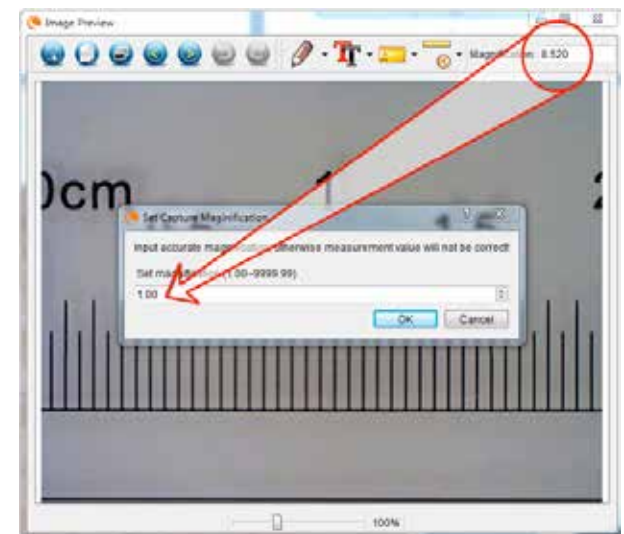 Image Preview
Magnification: 8.520
0cm 1 2
Set Capture Maginification
Input accurate magnification, otherwise measurement value will not be correct!
Set magnification (1.00~9999.99)
1.00
OK Cancel
100%